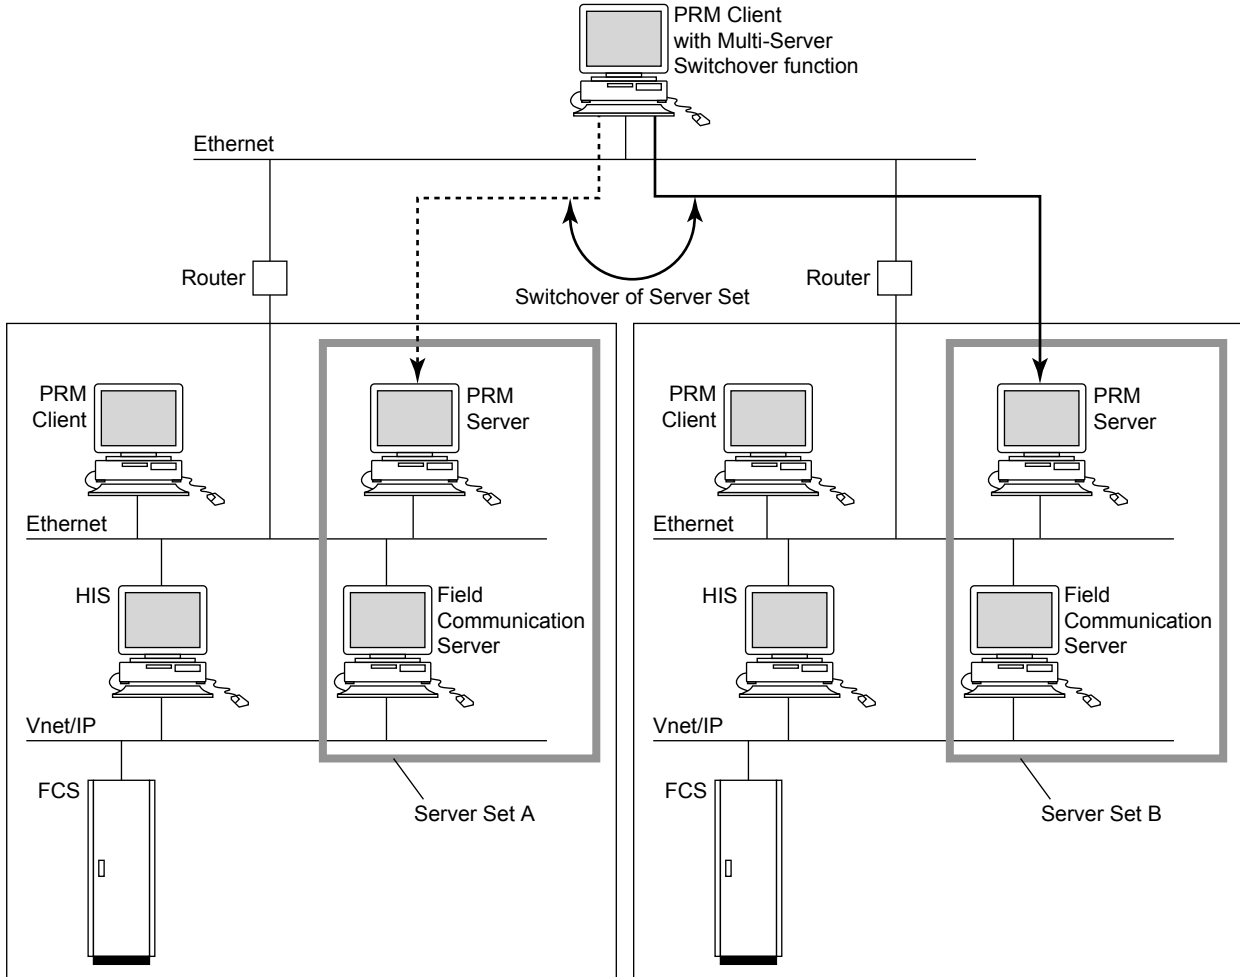 PRM Client
with Multi-Server
Switchover function
Ethernet
Router
Router
Switchover of Server Set
PRM
Client
PRM
Server
Ethernet
HIS
Field
Communication
Server
Vnet/IP
FCS
Server Set A
PRM
Client
PRM
Server
Ethernet
HIS
Field
Communication
Server
Vnet/IP
FCS
Server Set B